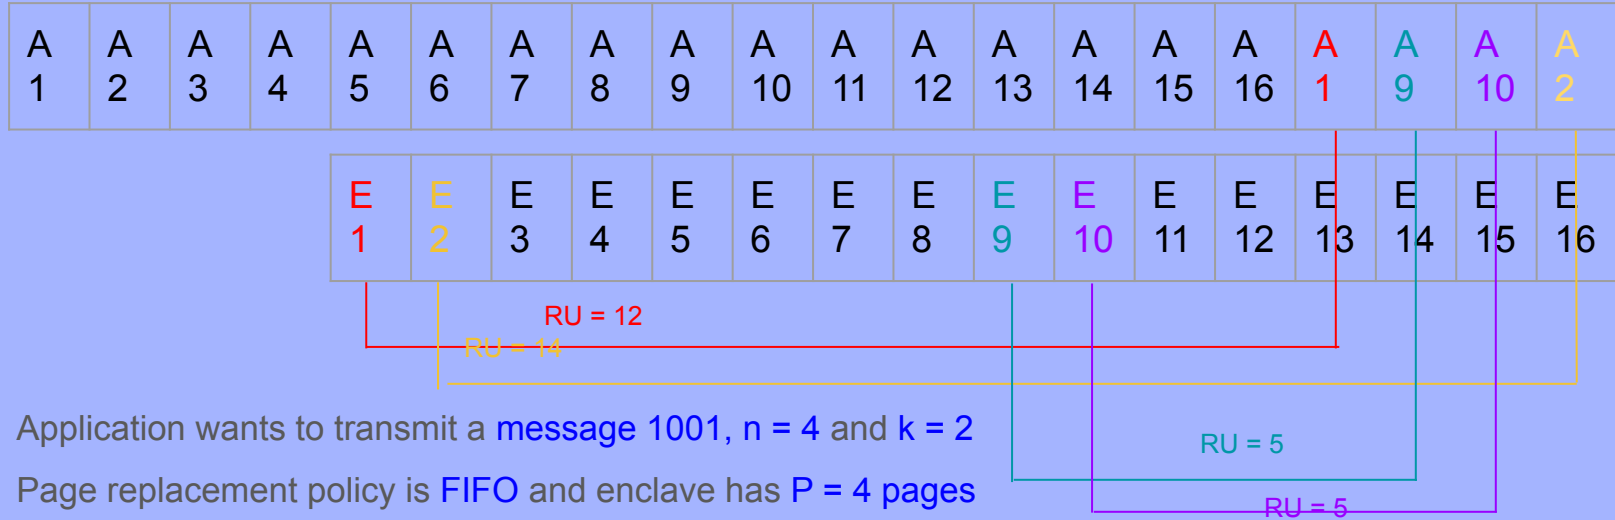 A A A A A A A A A A A A A A A A A A A A
1 2 3 4 5 6 7 8 9 10 11 12 13 14 15 16 1 9 10 2
E E E E E E E E E E E E E E E E
1 2 3 4 5 6 7 8 9 10 11 12 13 14 15 16
RU = 12
RU = 14
Application wants to transmit a message 1001, n = 4 and k = 2
RU = 5
Page replacement policy is FIFO and enclave has P = 4 pages
RU = 5